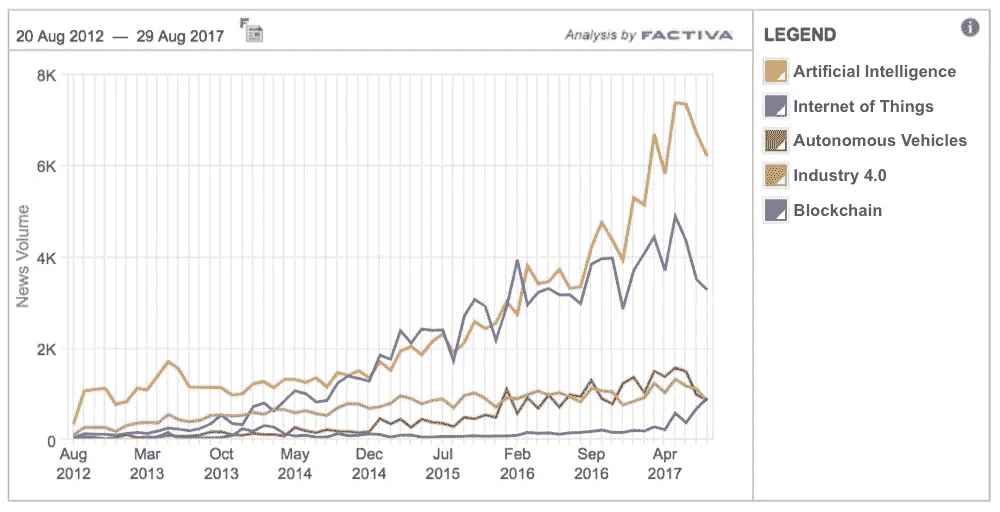 20 Aug 2012 — 29 Aug 2017
Analysis by FACTIVA
LEGEND
Artificial Intelligence
Internet of Things
Autonomous Vehicles
Industry 4.0
Blockchain
News Volume
8K
6K
4K
2K
0
Aug Mar Oct May Dec Jul Feb Sep Apr
2012 2013 2013 2014 2014 2015 2016 2016 2017